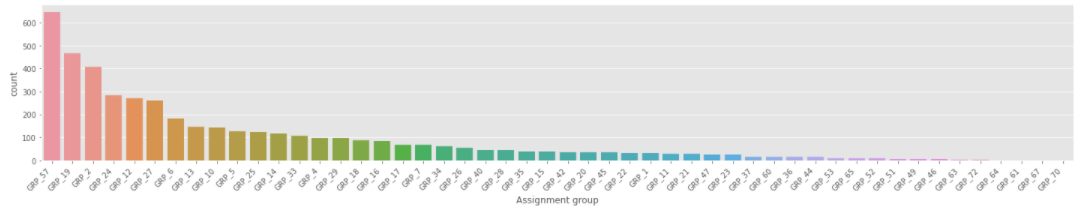 600
500
400
300
200
100
0
count
GRP_57 GRP_19 GRP_2 GRP_24 GRP_12 GRP_27 GRP_6 GRP_13 GRP_10 GRP_5 GRP_25 GRP_14 GRP_33 GRP_4 GRP_29 GRP_18 GRP_16 GRP_17 GRP_7 GRP_34 GRP_26 GRP_40 GRP_28 GRP_35 GRP_15 GRP_42 GRP_20 GRP_45 GRP_22 GRP_1 GRP_11 GRP_21 GRP_47 GRP_23 GRP_37 GRP_60 GRP_36 GRP_44 GRP_53 GRP_65 GRP_52 GRP_51 GRP_49 GRP_46 GRP_63 GRP_72 GRP_64 GRP_61 GRP_67 GRP_70
Assignment group